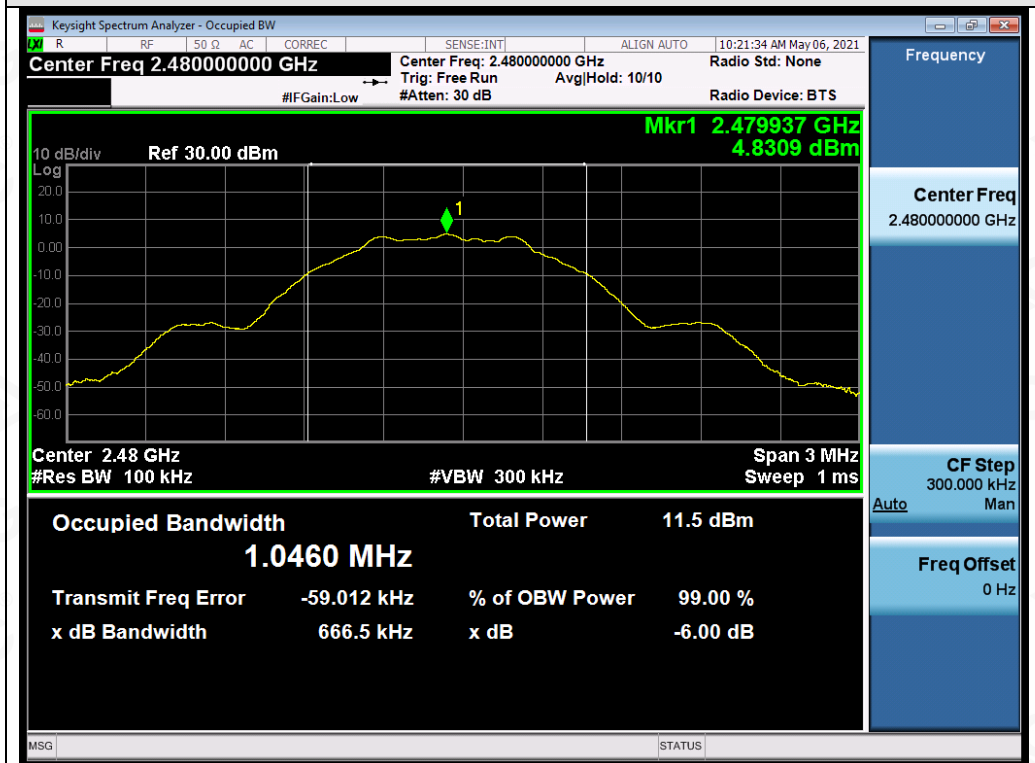 Keysight Spectrum Analyzer - Occupied BW
LXI R RF 50 Ω AC CORREC SENSE:INT ALIGN AUTO 10:21:34 AM May 06, 2021
Center Freq 2.480000000 GHz
Center Freq: 2.480000000 GHz
Radio Std: None
Trig: Free Run Avg|Hold: 10/10
#IFGain:Low
#Atten: 30 dB
Radio Device: BTS
Mkr1 2.479937 GHz
4.8309 dBm
10 dB/div Ref 30.00 dBm
Log
20.0
10.0
0.00
-10.0
-20.0
-30.0
-40.0
-50.0
-60.0
1
Center 2.48 GHz Span 3 MHz
#Res BW 100 kHz #VBW 300 kHz Sweep 1 ms
Occupied Bandwidth Total Power 11.5 dBm
1.0460 MHz
Transmit Freq Error -59.012 kHz % of OBW Power 99.00 %
x dB Bandwidth 666.5 kHz x dB -6.00 dB
Frequency
Center Freq
2.480000000 GHz
CF Step
300.000 kHz
Auto Man
Freq Offset
0 Hz
MSG STATUS